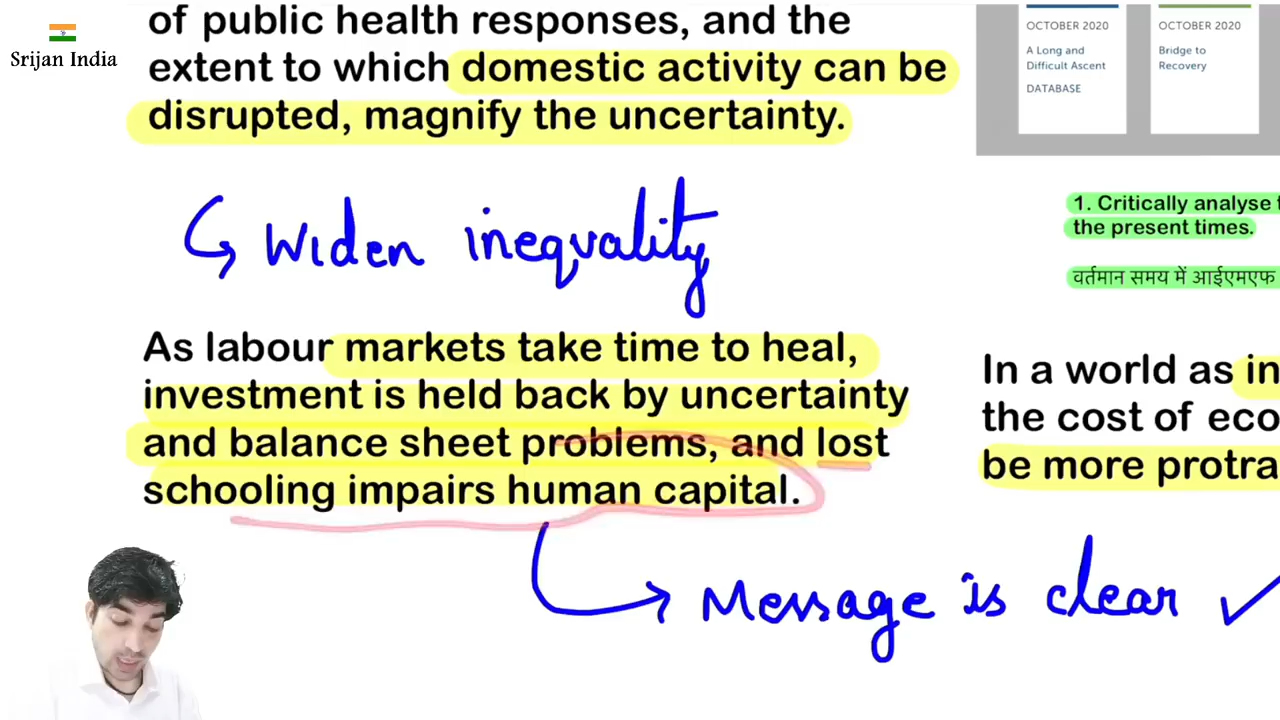 Srijan India
of public health responses, and the
extent to which domestic activity can be
disrupted, magnify the uncertainty.
Widen inequality
As labour markets take time to heal,
investment is held back by uncertainty
and balance sheet problems, and lost
schooling impairs human capital.
Message is clear
OCTOBER 2020
A Long and
Difficult Ascent
DATABASE
OCTOBER 2020
Bridge to
Recovery
1. Critically analyse
the present times.
वर्तमान समय में आईएमएफ
In a world as
the cost of
be more